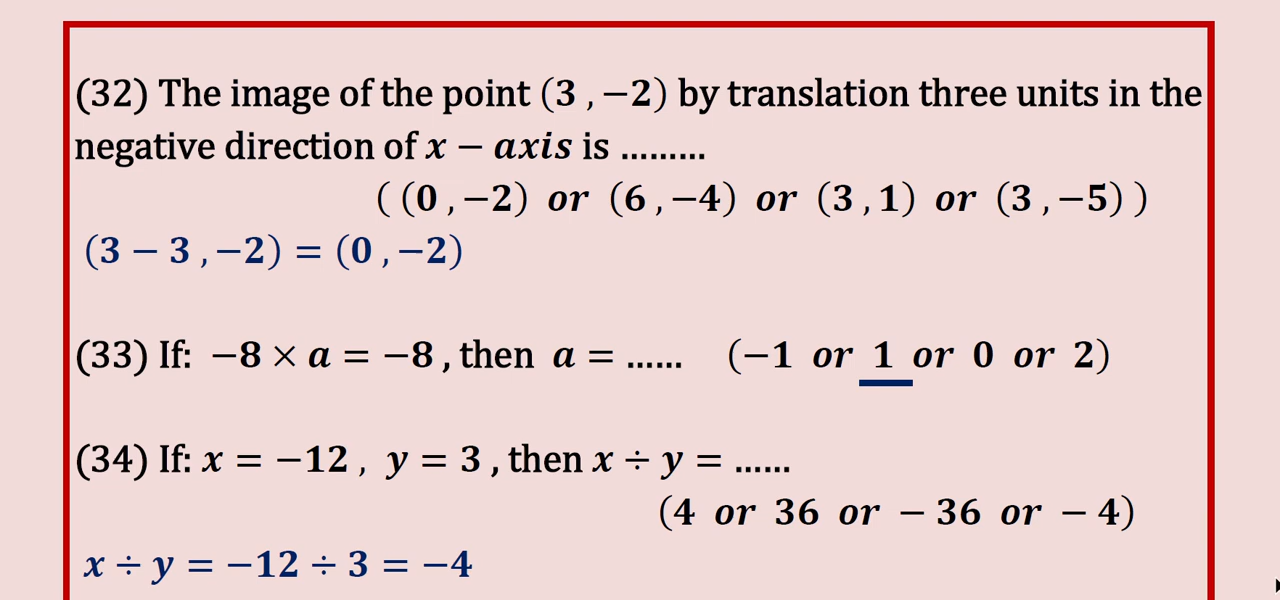 (32) The image of the point (3 , −2) by translation three units in the
negative direction of x − axis is .........
( (0 , −2) or (6 , −4) or (3 , 1) or (3 , −5) )
(3 − 3 , −2) = (0 , −2)
(33) If: −8 × a = −8 , then a = ...... (−1 or 1 or 0 or 2)
(34) If: x = −12 , y = 3 , then x ÷ y = ......
(4 or 36 or − 36 or − 4)
x ÷ y = −12 ÷ 3 = −4